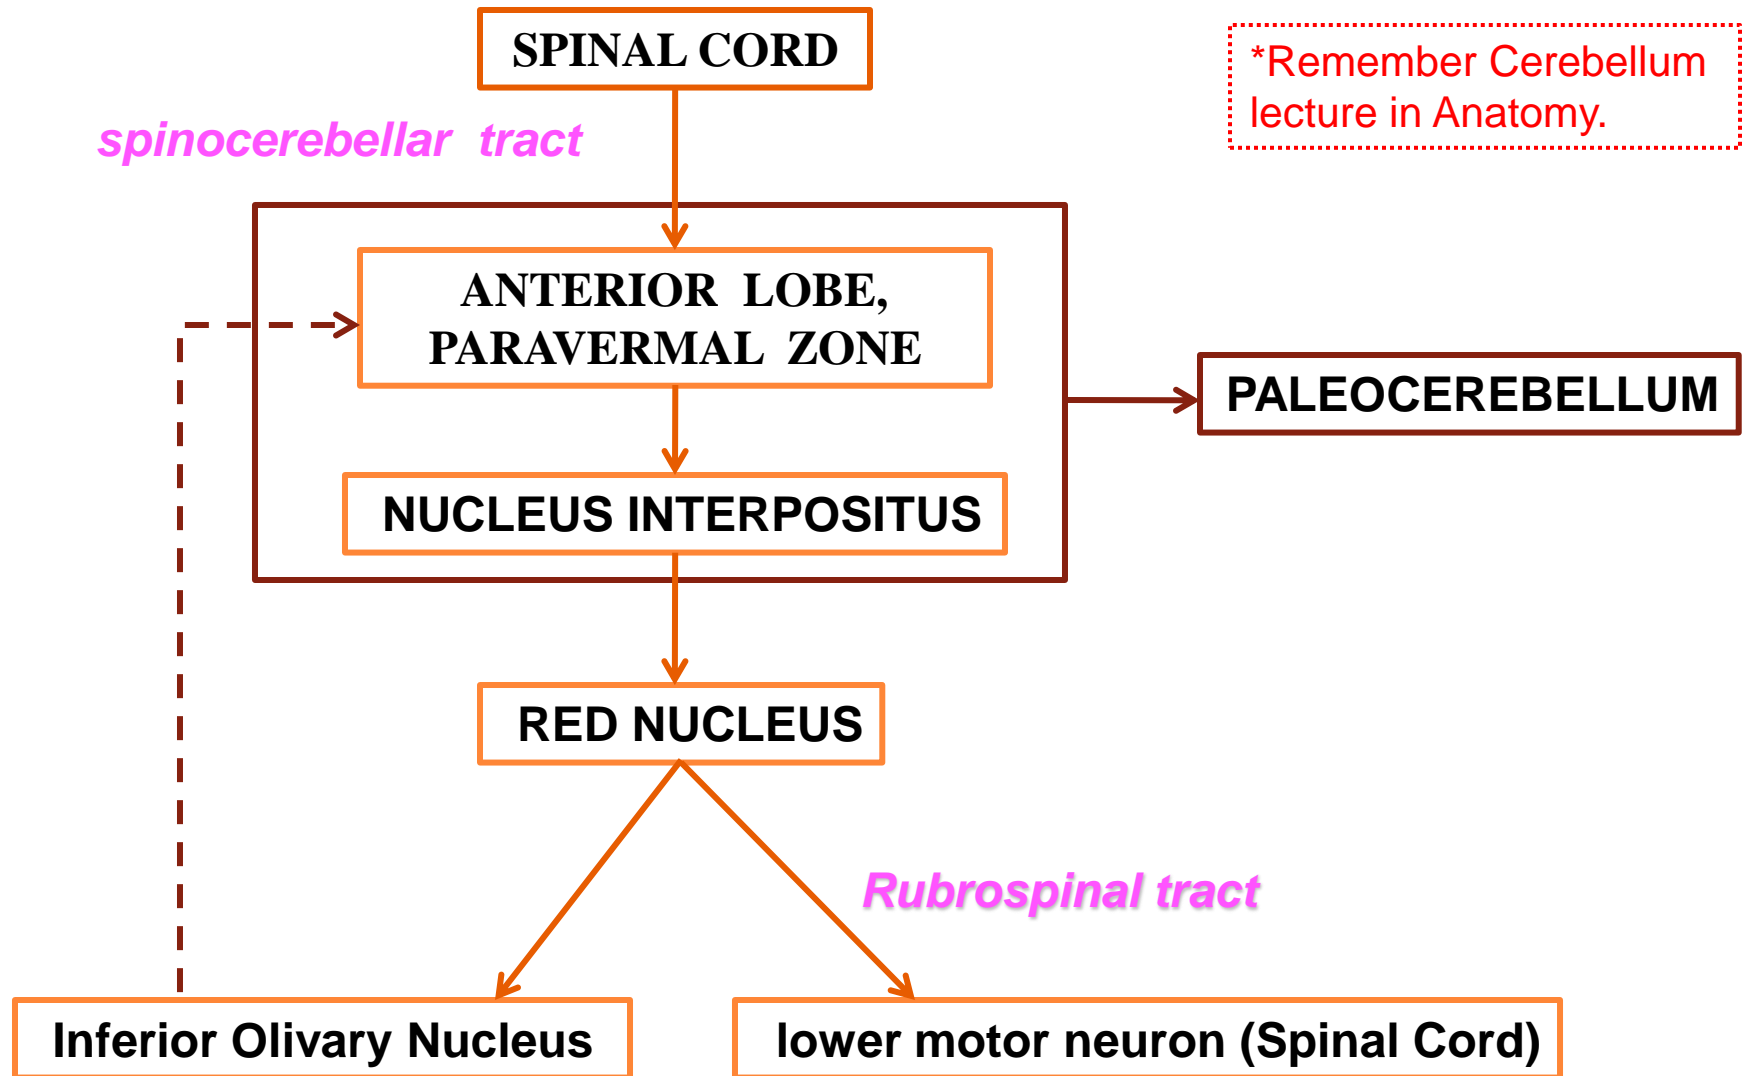 SPINAL CORD
*Remember Cerebellum
lecture in Anatomy.
spinocerebellar tract
ANTERIOR LOBE,
PARAVERMAL ZONE
PALEOCEREBELLUM
NUCLEUS INTERPOSITUS
RED NUCLEUS
Rubrospinal tract
Inferior Olivary Nucleus
lower motor neuron (Spinal Cord)